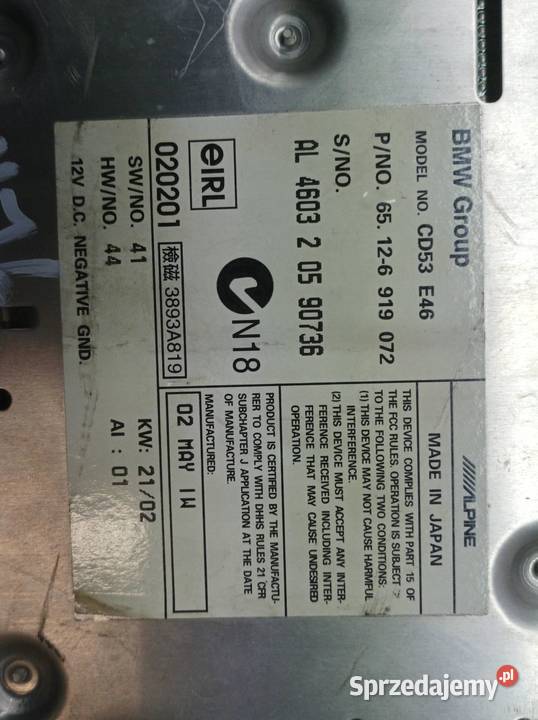 BMW Group
MODEL NO. CD53 E46
P/NO. 65. 12-6 919 072
S/NO.
AL 4603 2 05 90736
eIRL
N18
020201
檢磁 3893A819
SW/NO. 41
HW/NO. 44
12V D.C. NEGATIVE GND.
KW: 21/02
AI : 01
ALPINE
MADE IN JAPAN
THIS DEVICE COMPLIES WITH PART 15 OF
THE FCC RULES. OPERATION IS SUBJECT
TO THE FOLLOWING TWO CONDITIONS:
(1) THIS DEVICE MAY NOT CAUSE HARMFUL
INTERFERENCE.
(2) THIS DEVICE MUST ACCEPT ANY INTER-
FERENCE RECEIVED INCLUDING INTER-
FERENCE THAT MAY CAUSE UNDESIRED
OPERATION.
PRODUCT IS CERTIFIED BY THE MANUFACTU-
RER TO COMPLY WITH DHHS RULES 21 CFR
SUBCHAPTER J APPLICATION AT THE DATE
OF MANUFACTURE.
MANUFACTURED:
02 MAY 1W
Sprzedajemy.pl